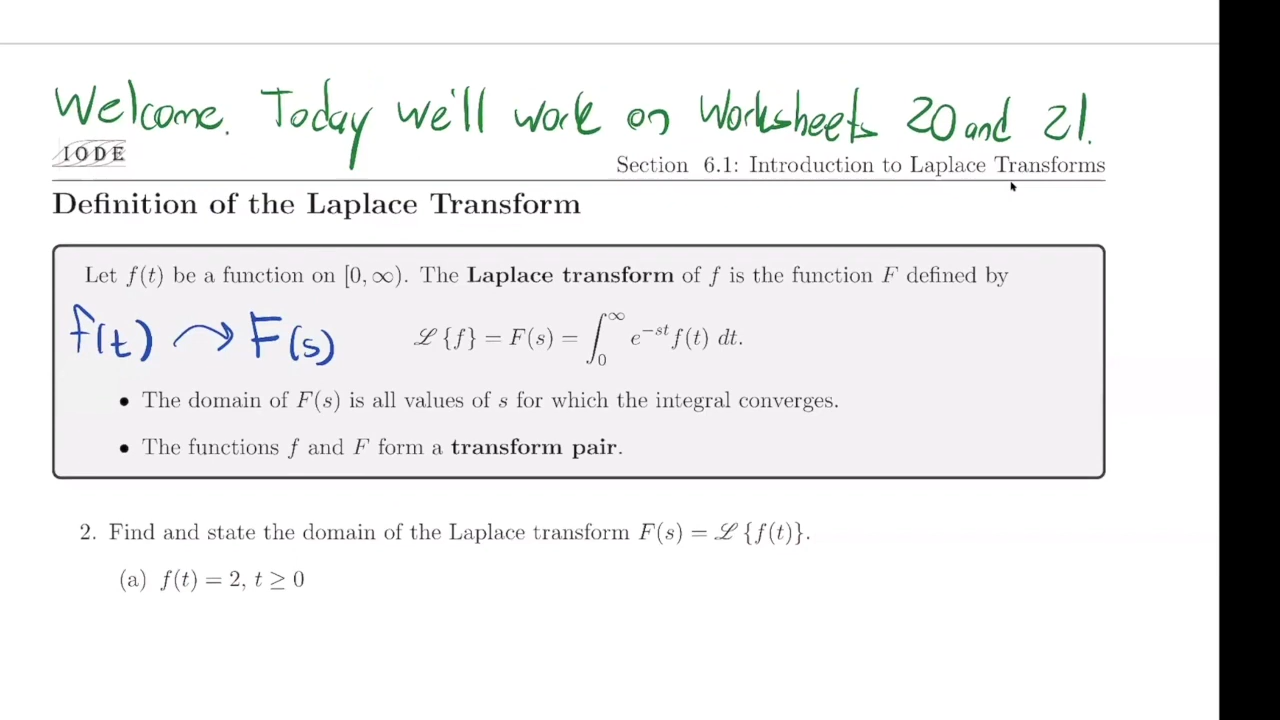 Welcome. Today we'll work on Worksheets 20 and 21.
IODE
Section 6.1: Introduction to Laplace Transforms
Definition of the Laplace Transform
Let f(t) be a function on [0, ∞). The Laplace transform of f is the function F defined by
f(t) ⤳ F(s)
ℒ {f} = F(s) = ∫₀^∞ e^{−st} f(t) dt.
• The domain of F(s) is all values of s for which the integral converges.
• The functions f and F form a transform pair.
2. Find and state the domain of the Laplace transform F(s) = ℒ {f(t)}.
(a) f(t) = 2, t ≥ 0